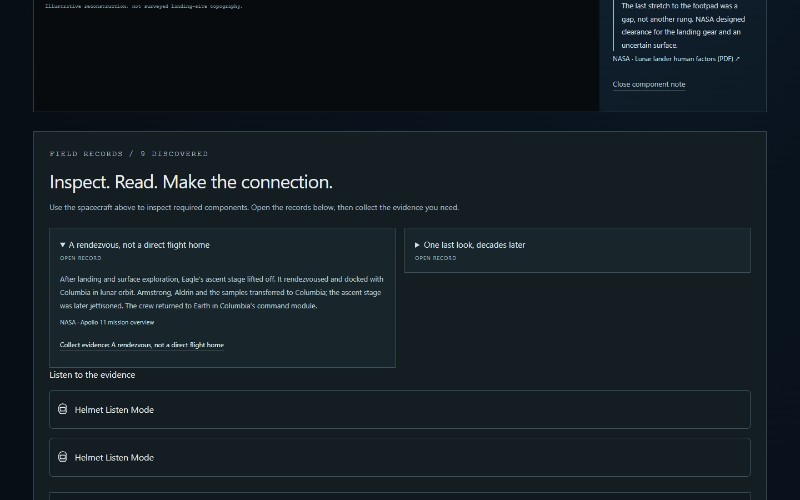 Illustrative reconstruction, not surveyed landing-site topography.
The last stretch to the footpad was a
gap, not another rung. NASA designed
clearance for the landing gear and an
uncertain surface.
NASA · Lunar lander human factors (PDF) ↗
Close component note
FIELD RECORDS / 9 DISCOVERED
Inspect. Read. Make the connection.
Use the spacecraft above to inspect required components. Open the records below, then collect the evidence you need.
▼ A rendezvous, not a direct flight home
OPEN RECORD
After landing and surface exploration, Eagle's ascent stage lifted off. It rendezvoused and docked with
Columbia in lunar orbit. Armstrong, Aldrin and the samples transferred to Columbia; the ascent stage
was later jettisoned. The crew returned to Earth in Columbia's command module.
NASA · Apollo 11 mission overview
Collect evidence: A rendezvous, not a direct flight home
▶ One last look, decades later
OPEN RECORD
Listen to the evidence
Helmet Listen Mode
Helmet Listen Mode